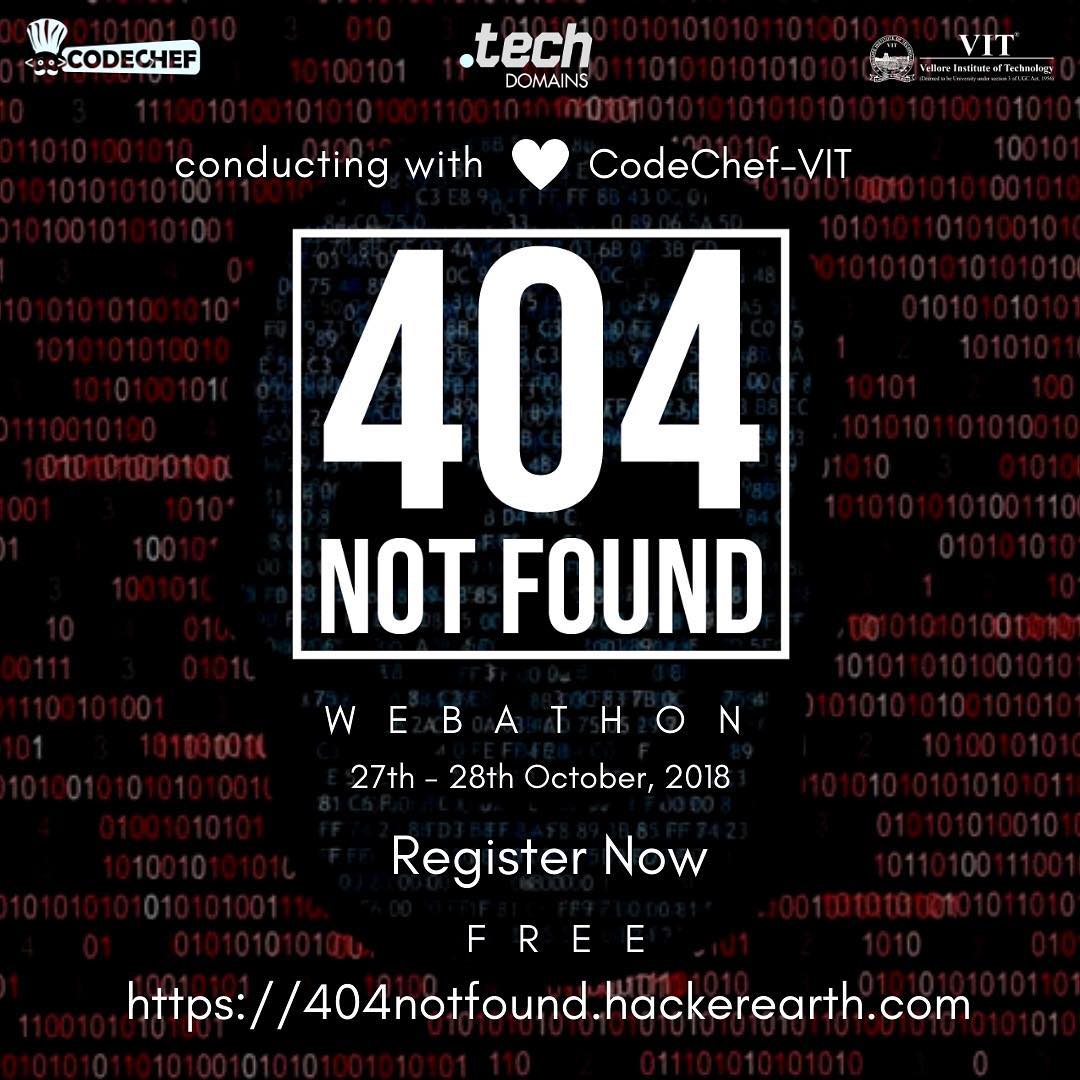 CODECHEF
.tech
DOMAINS
VIT
Vellore Institute of Technology
(Deemed to be University under section 3 of UGC Act, 1956)
conducting with CodeChef-VIT
404
NOT FOUND
WEBATHON
27th - 28th October, 2018
Register Now
FREE
https://404notfound.hackerearth.com